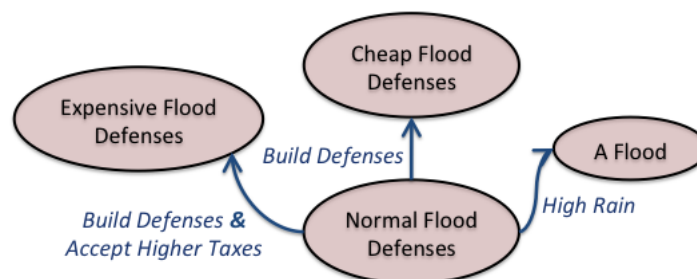 Cheap Flood
Defenses
Expensive Flood
Defenses
A Flood
Build Defenses
High Rain
Build Defenses &
Accept Higher Taxes
Normal Flood
Defenses